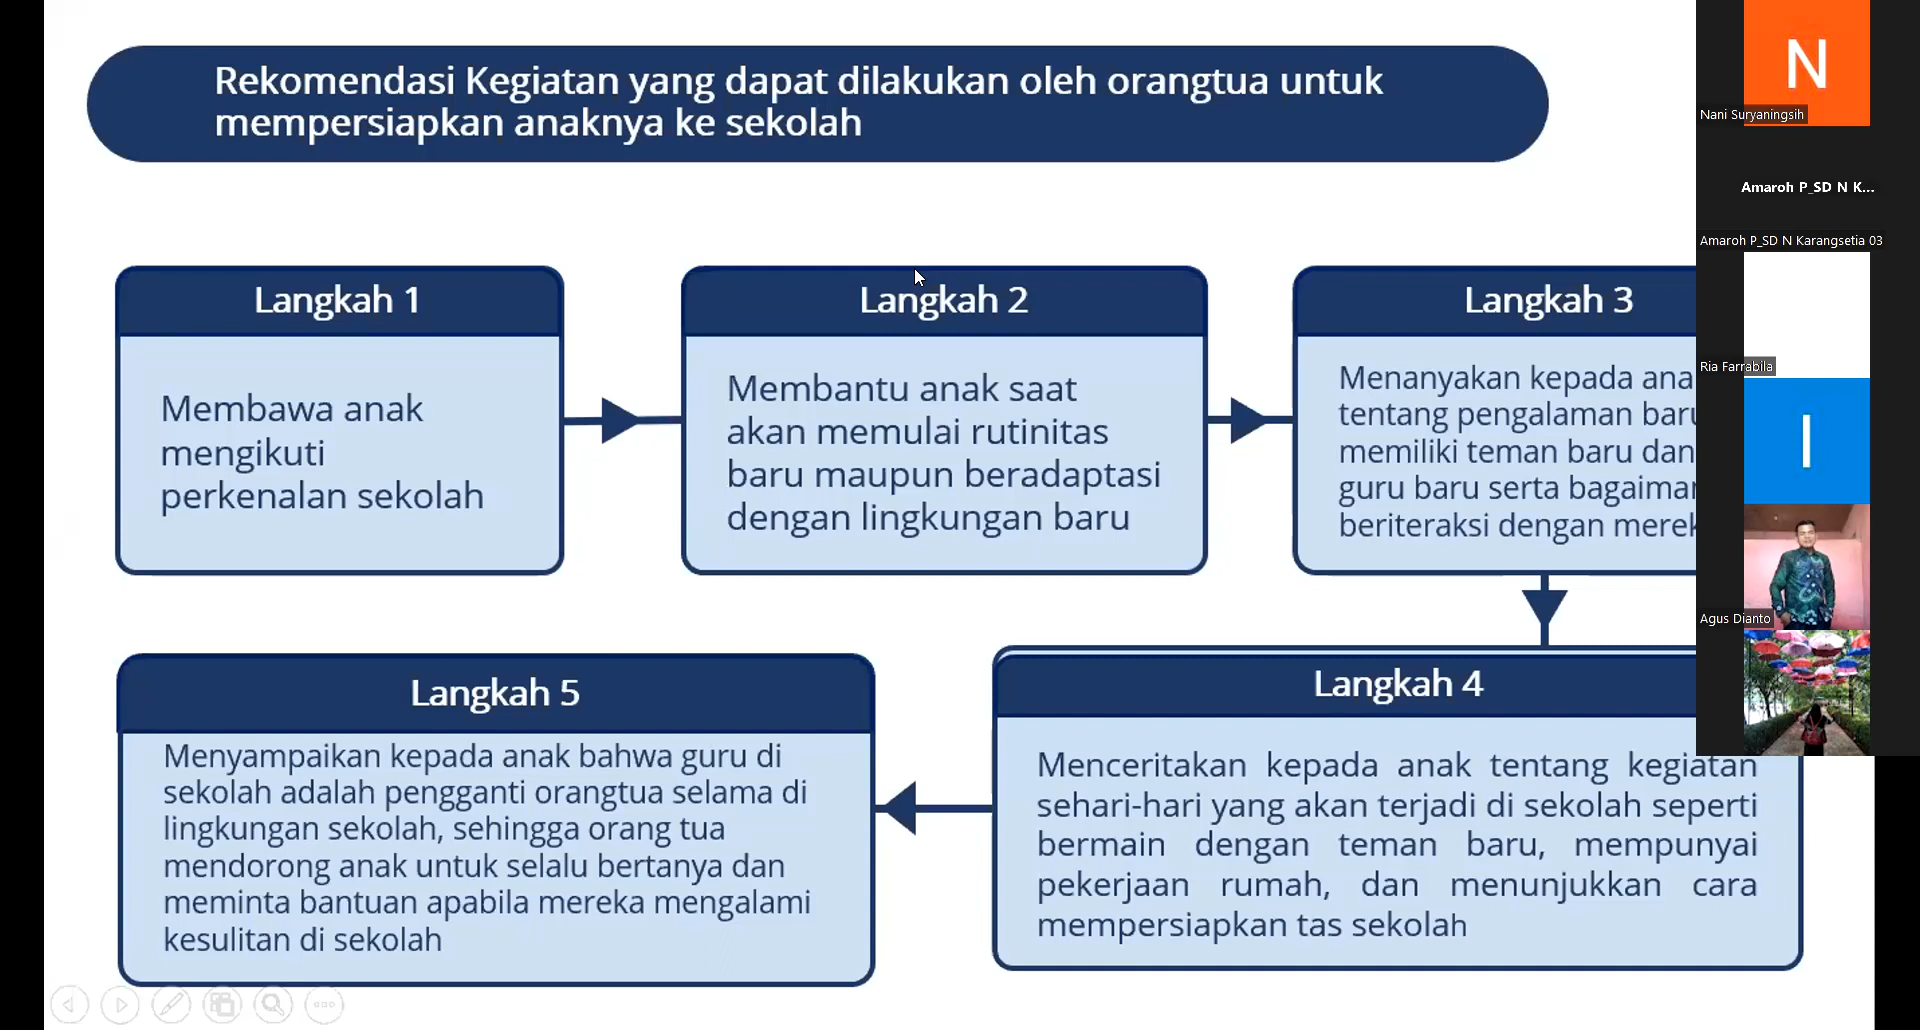 Rekomendasi Kegiatan yang dapat dilakukan oleh orangtua untuk
mempersiapkan anaknya ke sekolah
Langkah 1
Membawa anak
mengikuti
perkenalan sekolah
Langkah 2
Membantu anak saat
akan memulai rutinitas
baru maupun beradaptasi
dengan lingkungan baru
Langkah 3
Menanyakan kepada
tentang pengalaman
memiliki teman baru dan
guru baru serta
beriteraksi dengan
Langkah 4
Menceritakan kepada anak tentang kegiatan
sehari-hari yang akan terjadi di sekolah seperti
bermain dengan teman baru, mempunyai
pekerjaan rumah, dan menunjukkan cara
mempersiapkan tas sekolah
Langkah 5
Menyampaikan kepada anak bahwa guru di
sekolah adalah pengganti orangtua selama di
lingkungan sekolah, sehingga orang tua
mendorong anak untuk selalu bertanya dan
meminta bantuan apabila mereka mengalami
kesulitan di sekolah
N
Nani Suryaningsih
Amaroh P_SD N K...
Amaroh P_SD N Karangsetia 03
Ria Farrabila
I
Agus Dianto